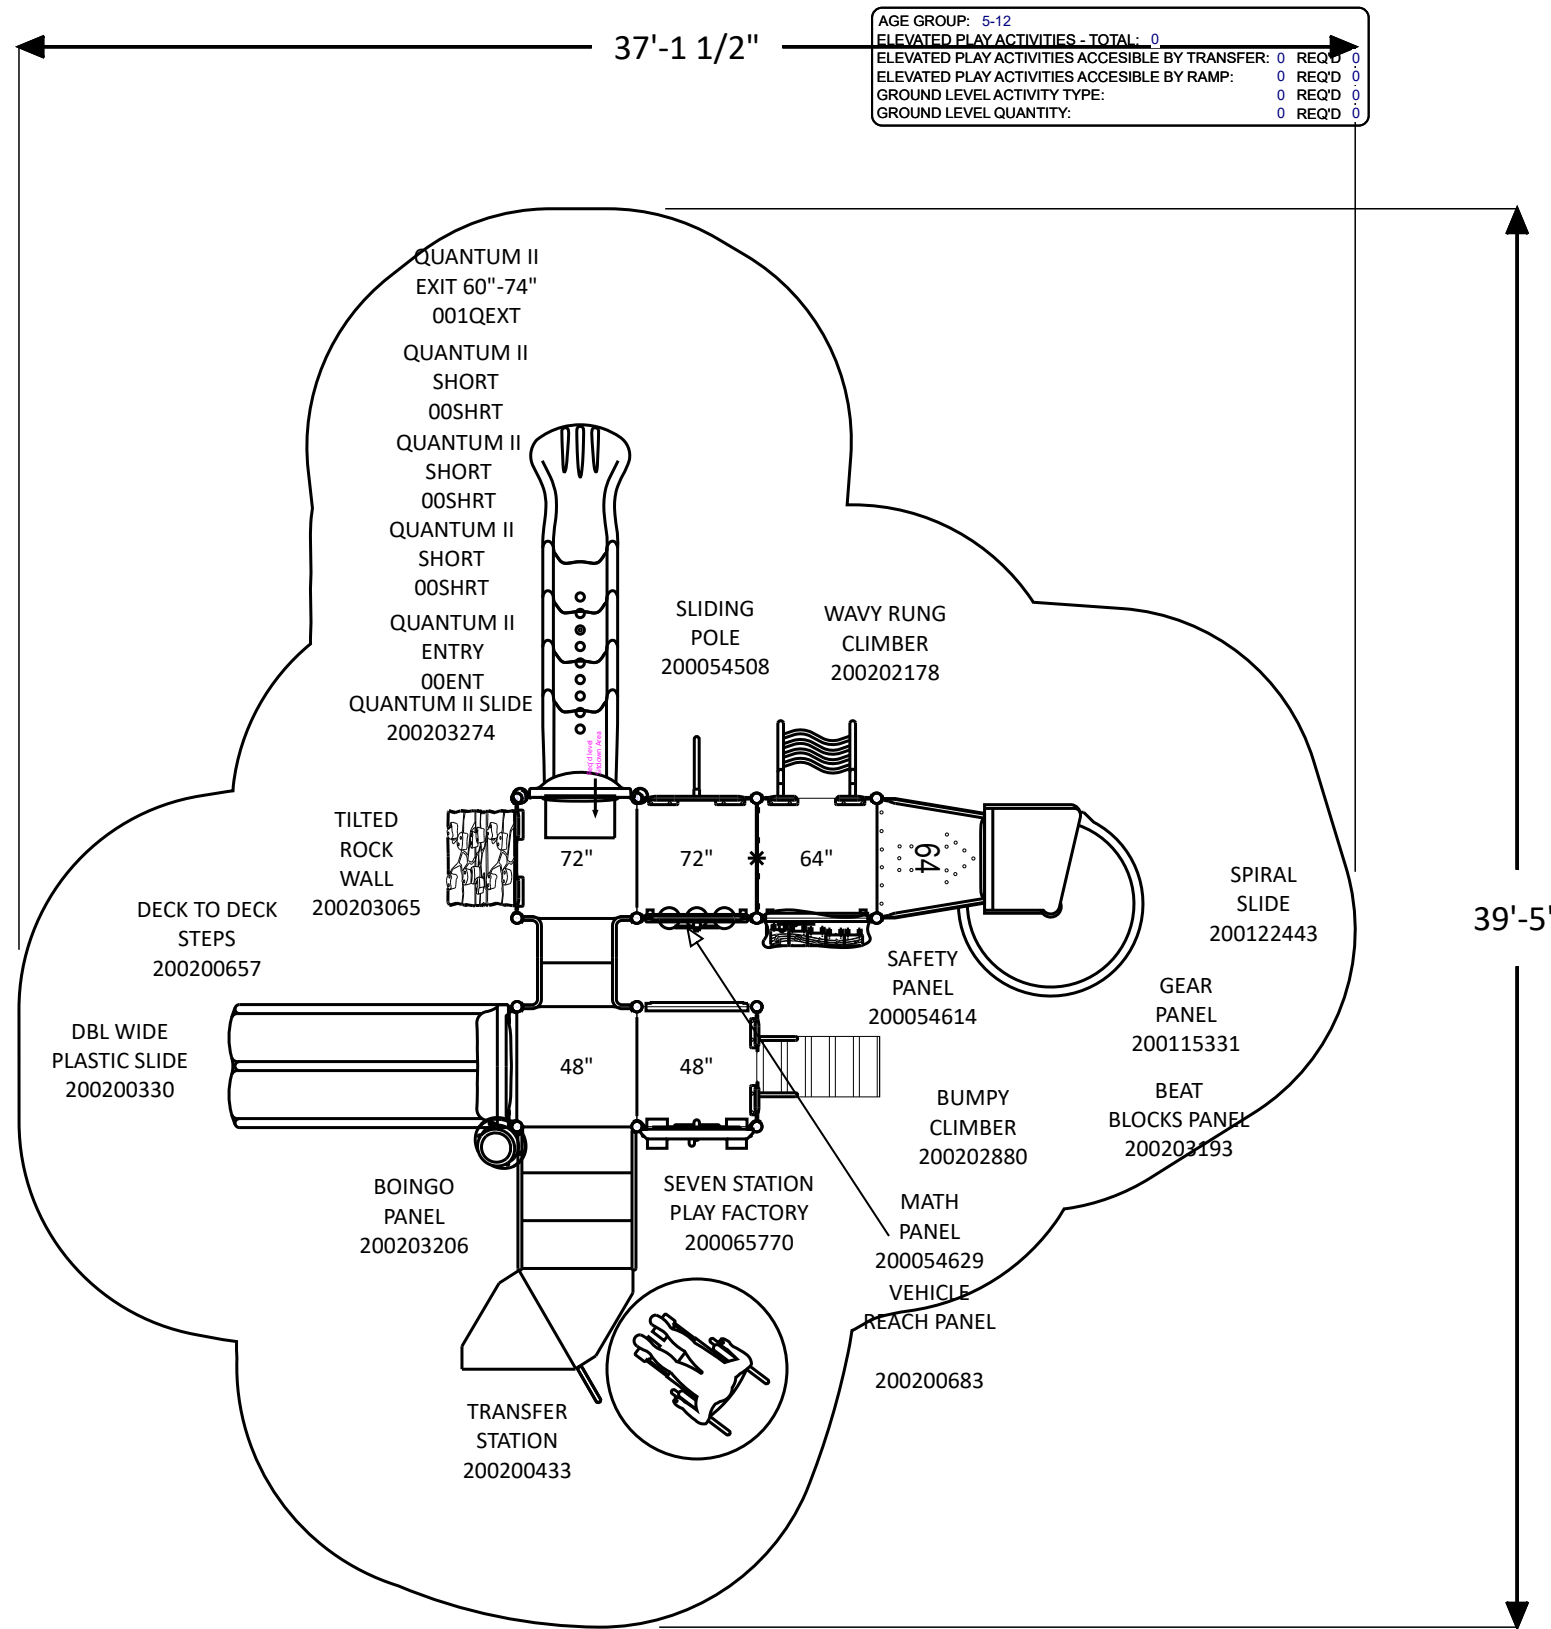 37'-1 1/2"
AGE GROUP: 5-12
ELEVATED PLAY ACTIVITIES - TOTAL: 0
ELEVATED PLAY ACTIVITIES ACCESIBLE BY TRANSFER: 0 REQ'D 0
ELEVATED PLAY ACTIVITIES ACCESIBLE BY RAMP: 0 REQ'D 0
GROUND LEVEL ACTIVITY TYPE: 0 REQ'D 0
GROUND LEVEL QUANTITY: 0 REQ'D 0
QUANTUM II
EXIT 60"-74"
001QEXT
QUANTUM II
SHORT
00SHRT
QUANTUM II
SHORT
00SHRT
QUANTUM II
SHORT
00SHRT
QUANTUM II
ENTRY
00ENT
QUANTUM II SLIDE
200203274
SLIDING
POLE
200054508
WAVY RUNG
CLIMBER
200202178
TILTED
ROCK
WALL
200203065
72"
72"
64"
64
SPIRAL
SLIDE
200122443
39'-5"
DECK TO DECK
STEPS
200200657
SAFETY
PANEL
200054614
GEAR
PANEL
200115331
DBL WIDE
PLASTIC SLIDE
200200330
48"
48"
BUMPY
CLIMBER
200202880
BEAT
BLOCKS PANEL
200203193
BOINGO
PANEL
200203206
SEVEN STATION
PLAY FACTORY
200065770
MATH
PANEL
200054629
VEHICLE
REACH PANEL
200200683
TRANSFER
STATION
200200433